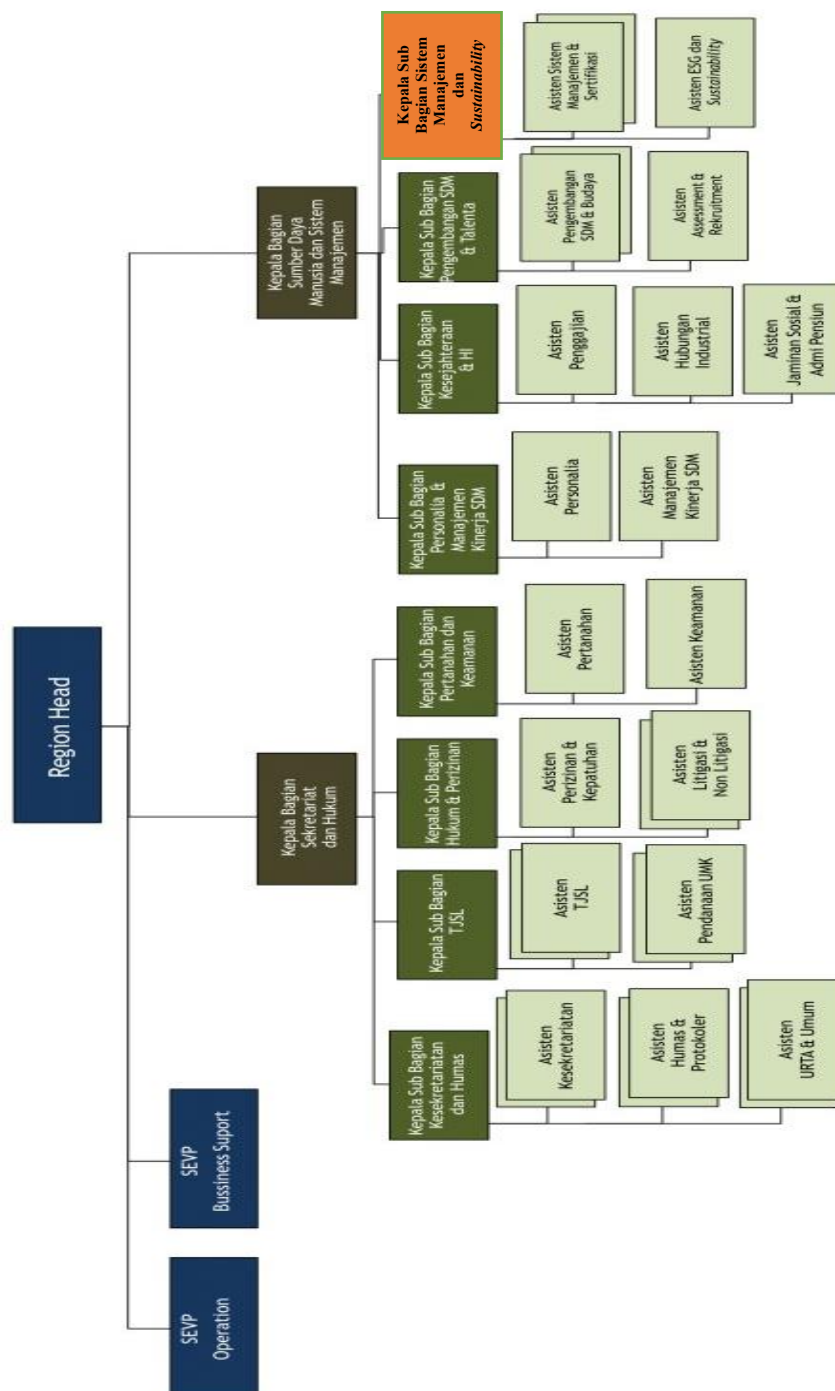 Region Head
SEVP
Operation
SEVP
Bussiness Suport
Kepala Bagian
Sekretariat
dan Hukum
Kepala Bagian
Sumber Daya
Manusia dan Sistem
Manajemen
Kepala Sub Bagian
Kesekretariatan
dan Humas
Kepala Sub Bagian
TJSL
Kepala Sub Bagian
Hukum & Perizinan
Kepala Sub Bagian
Pertanahan dan
Keamanan
Kepala Sub Bagian
Personalia &
Manajemen
Kinerja SDM
Kepala Sub Bagian
Kesejahteraan
& HI
Kepala Sub Bagian
Pengembangan SDM
& Talenta
Kepala Sub
Bagian Sistem
Manajemen
dan
Sustainability
Asisten
Kesekretariatan
Asisten
Humas &
Protokoler
Asisten
URTA & Umum
Asisten
TJSL
Asisten
Pendanaan UMK
Asisten
Perizinan &
Kepatuhan
Asisten
Litigasi &
Non Litigasi
Asisten
Pertanahan
Asisten Keamanan
Asisten
Personalia
Asisten
Manajemen
Kinerja SDM
Asisten
Penggajian
Asisten
Hubungan
Industrial
Asisten
Jaminan Sosial &
Admi Pensiun
Asisten
Pengembangan
SDM & Budaya
Asisten
Assessment &
Rekruitment
Asisten Sistem
Manajemen &
Sertifikasi
Asisten ESG dan
Sustainability